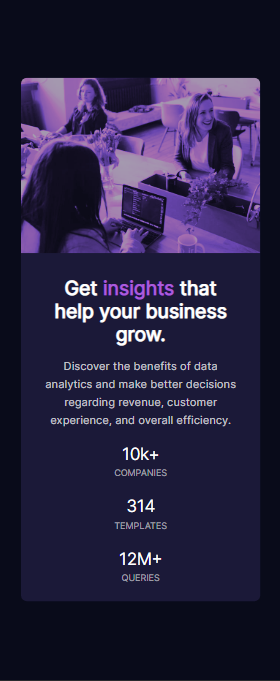 Get insights that
help your business
grow.
Discover the benefits of data
analytics and make better decisions
regarding revenue, customer
experience, and overall efficiency.
10k+
COMPANIES
314
TEMPLATES
12M+
QUERIES